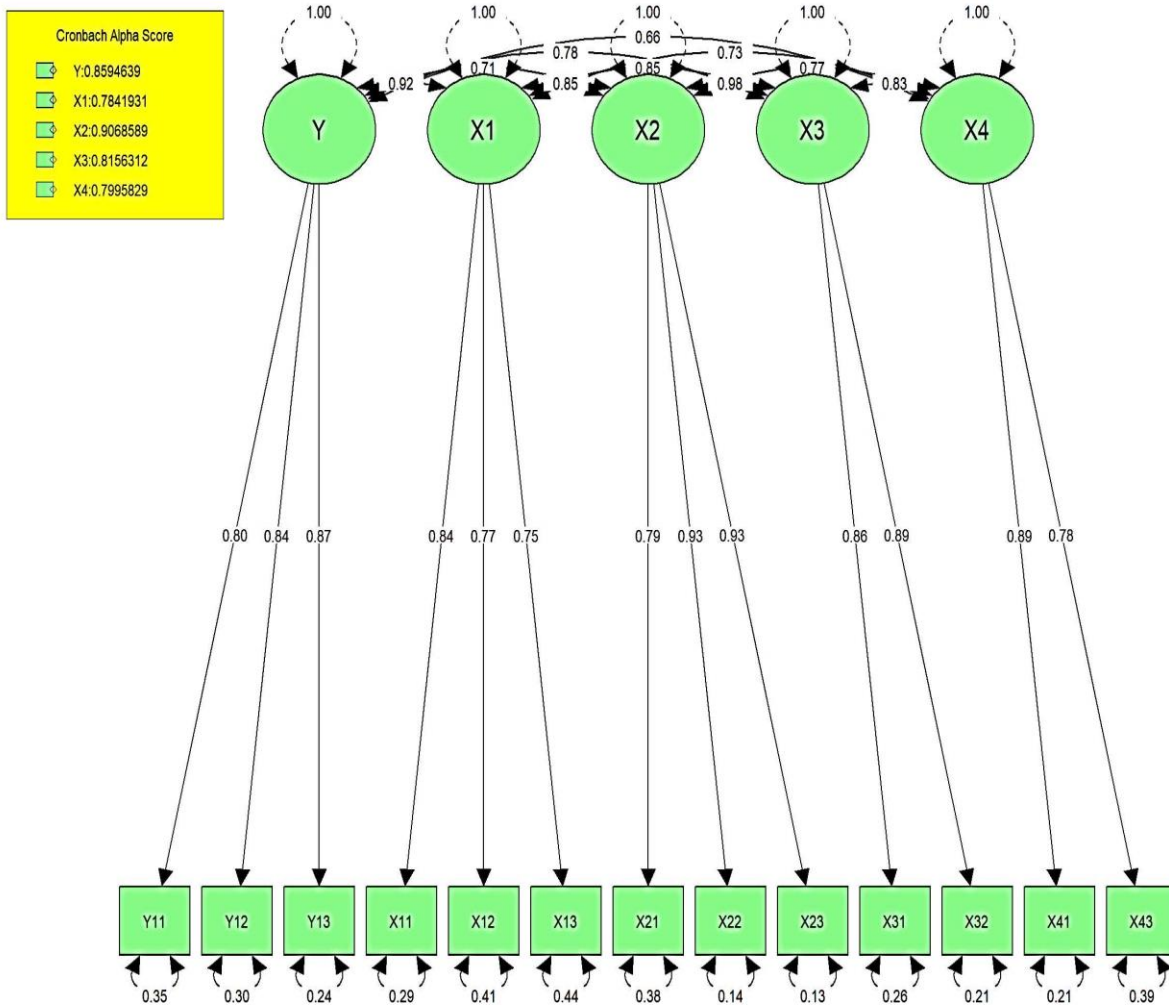 Cronbach Alpha Score
Y:0.8594639
X1:0.7841931
X2:0.9068589
X3:0.8156312
X4:0.7995829
1.00 1.00 1.00 1.00 1.00
0.66
0.78 0.73
0.71 0.85 0.77
0.92 0.85 0.98 0.83
Y X1 X2 X3 X4
0.80 0.84 0.87 0.84 0.77 0.75 0.79 0.93 0.93 0.86 0.89 0.89 0.78
Y11 Y12 Y13 X11 X12 X13 X21 X22 X23 X31 X32 X41 X43
0.35 0.30 0.24 0.29 0.41 0.44 0.38 0.14 0.13 0.26 0.21 0.21 0.39